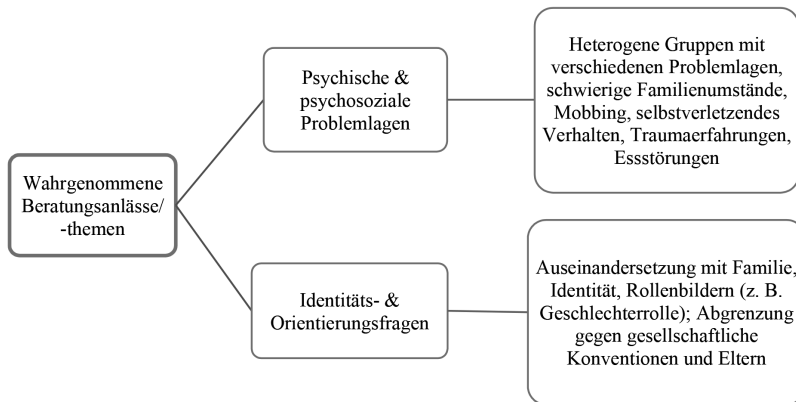 Wahrgenommene
Beratungsanlässe/
-themen
Psychische &
psychosoziale
Problemlagen
Heterogene Gruppen mit
verschiedenen Problemlagen,
schwierige Familienumstände,
Mobbing, selbstverletzendes
Verhalten, Traumaerfahrungen,
Essstörungen
Identitäts- &
Orientierungsfragen
Auseinandersetzung mit Familie,
Identität, Rollenbildern (z. B.
Geschlechterrolle); Abgrenzung
gegen gesellschaftliche
Konventionen und Eltern